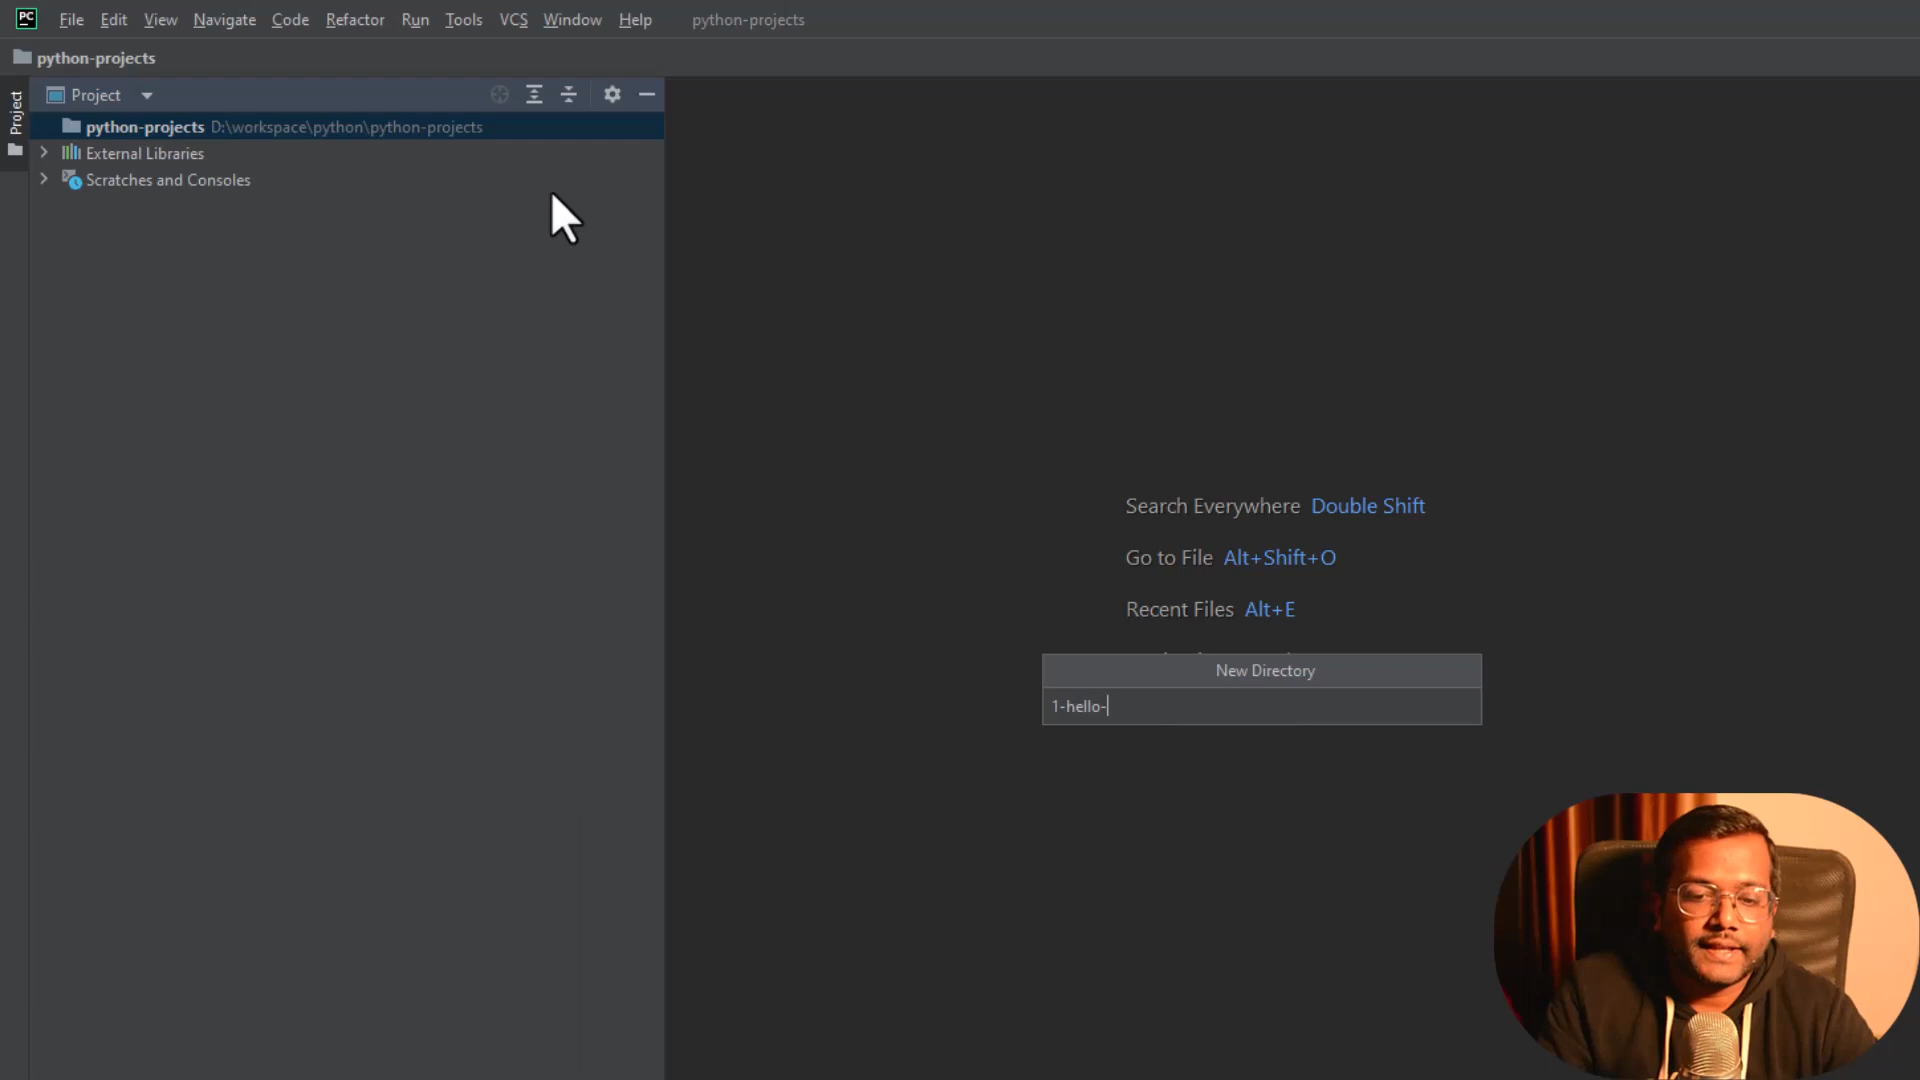 PC File Edit View Navigate Code Refactor Run Tools VCS Window Help python-projects
python-projects
Project
Project
python-projects D:\workspace\python\python-projects
External Libraries
Scratches and Consoles
Search Everywhere Double Shift
Go to File Alt+Shift+O
Recent Files Alt+E
New Directory
1-hello-